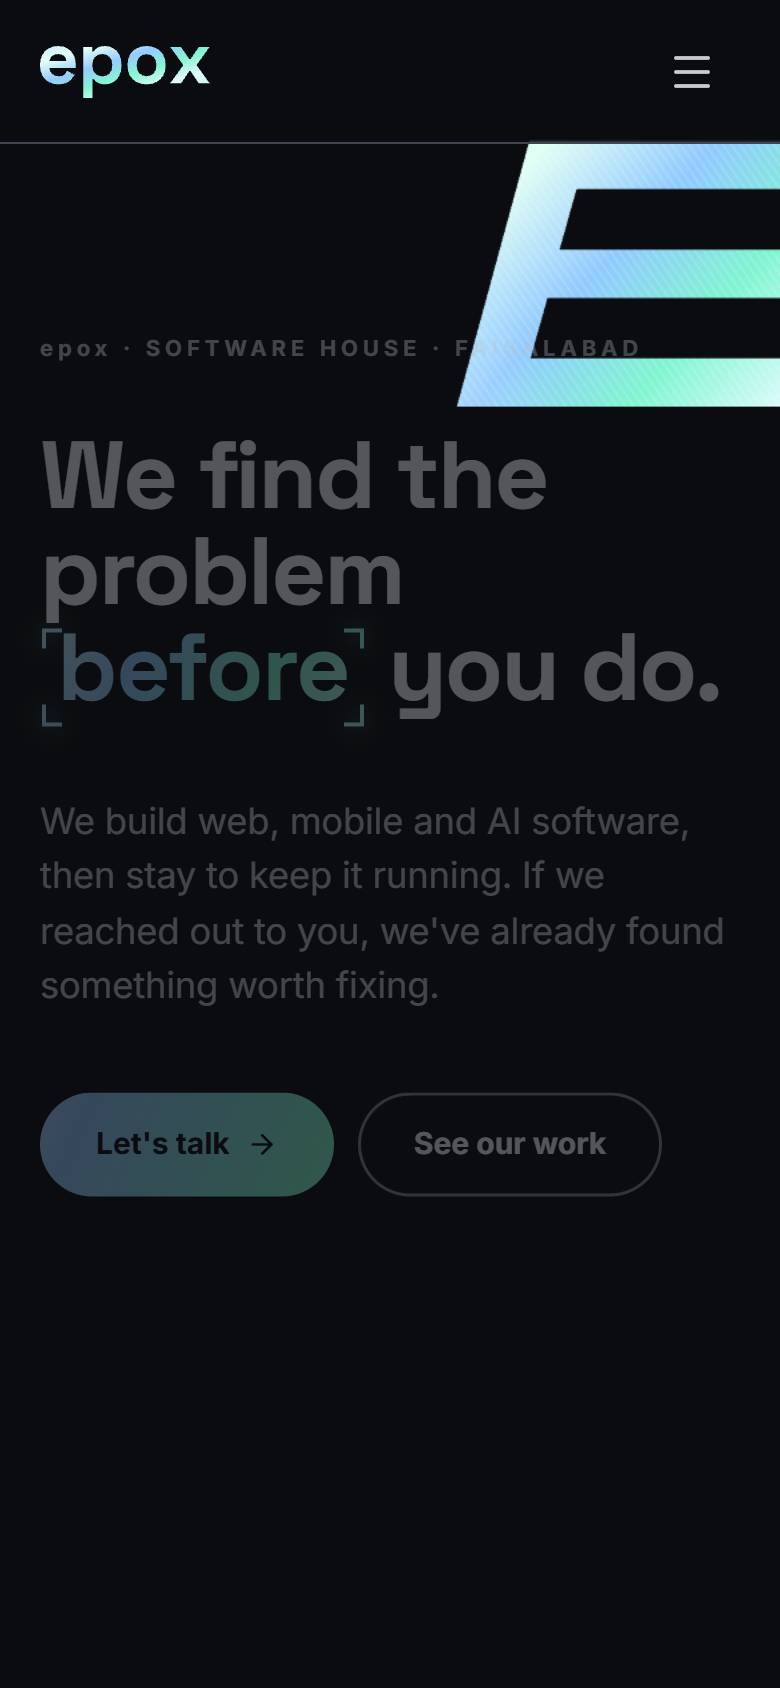 epox
E
epox · SOFTWARE HOUSE · FAISALABAD
We find the
problem
before you do.
We build web, mobile and AI software,
then stay to keep it running. If we
reached out to you, we've already found
something worth fixing.
Let's talk →
See our work